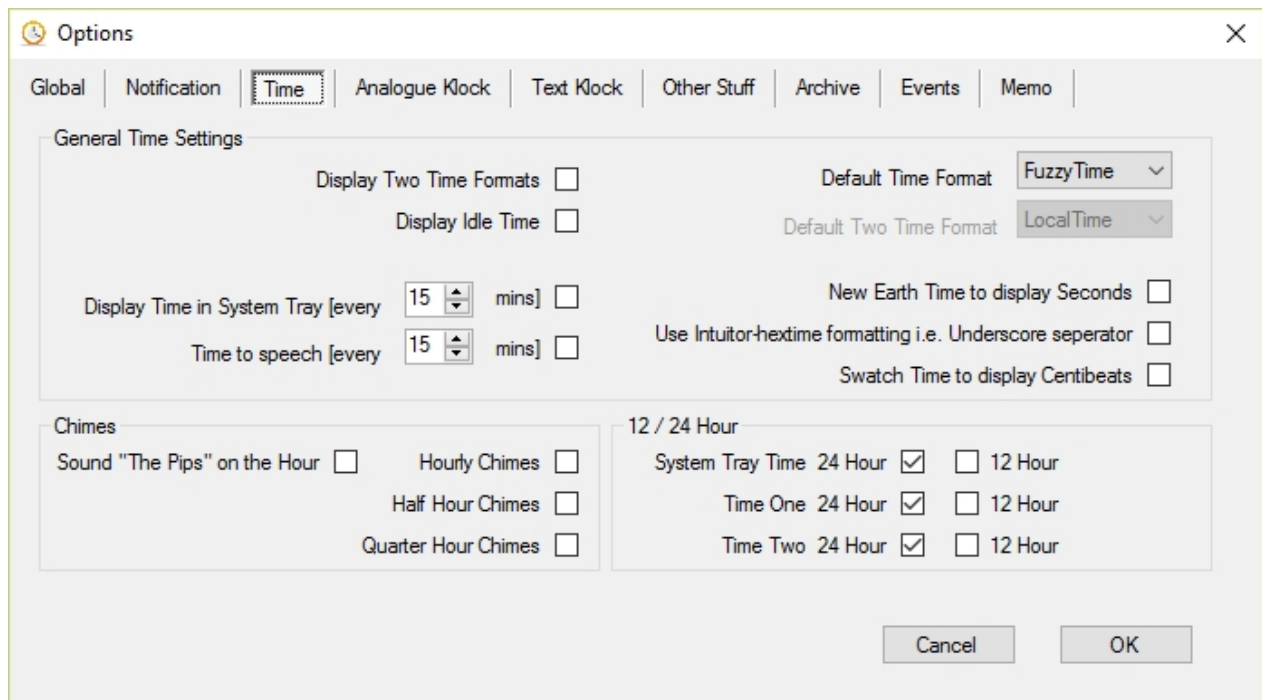 Options
Global Notification Time Analogue Klock Text Klock Other Stuff Archive Events Memo
General Time Settings
Display Two Time Formats
Default Time Format FuzzyTime
Display Idle Time
Default Two Time Format LocalTime
Display Time in System Tray [every 15 mins]
New Earth Time to display Seconds
Time to speech [every 15 mins]
Use Intuitor-hextime formatting i.e. Underscore seperator
Swatch Time to display Centibeats
Chimes
Sound "The Pips" on the Hour
Hourly Chimes
Half Hour Chimes
Quarter Hour Chimes
12 / 24 Hour
System Tray Time 24 Hour 12 Hour
Time One 24 Hour 12 Hour
Time Two 24 Hour 12 Hour
Cancel OK